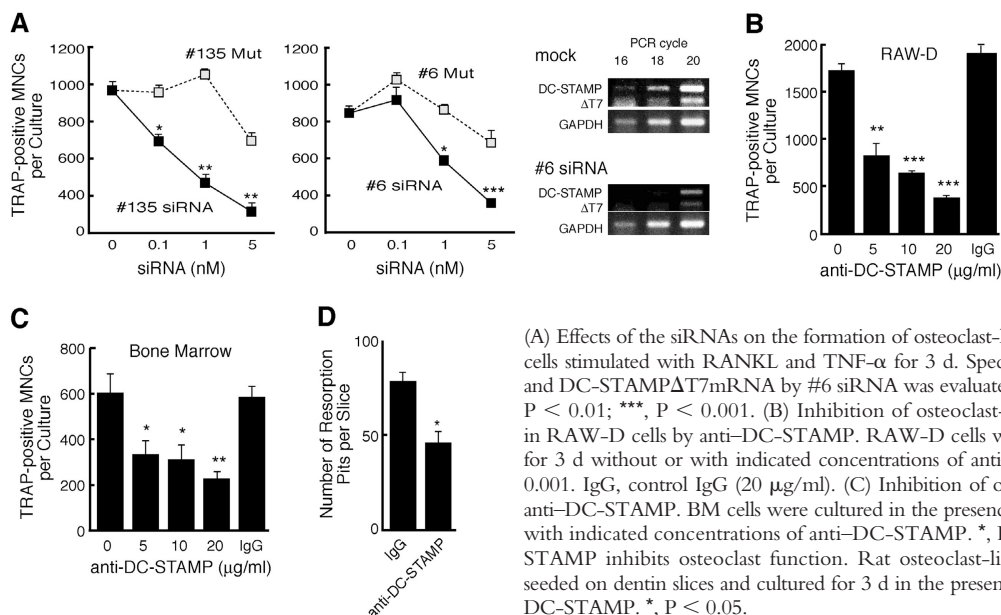 A
TRAP-positive MNCs
per Culture
1200
1000
800
600
400
200
0
#135 Mut
*
**
**
#135 siRNA
0 0.1 1 5
siRNA (nM)
1200
1000
800
600
400
200
0
#6 Mut
*
***
#6 siRNA
0 0.1 1 5
siRNA (nM)
PCR cycle
mock 16 18 20
DC-STAMP
ΔT7
GAPDH
#6 siRNA
DC-STAMP
ΔT7
GAPDH
B
RAW-D
TRAP-positive MNCs
per Culture
2000
1500
1000
500
0
**
***
***
0 5 10 20 IgG
anti-DC-STAMP (μg/ml)
C
Bone Marrow
TRAP-positive MNCs
per Culture
800
600
400
200
0
*
*
**
0 5 10 20 IgG
anti-DC-STAMP (μg/ml)
D
Number of Resorption
Pits per Slice
100
50
0
*
IgG
anti-DC-STAMP
(A) Effects of the siRNAs on the formation of osteoclast-
cells stimulated with RANKL and TNF-α for 3 d. Spec
and DC-STAMPΔT7mRNA by #6 siRNA was evaluate
P < 0.01; ***, P < 0.001. (B) Inhibition of osteoclast-
in RAW-D cells by anti–DC-STAMP. RAW-D cells w
for 3 d without or with indicated concentrations of anti
0.001. IgG, control IgG (20 μg/ml). (C) Inhibition of o
anti–DC-STAMP. BM cells were cultured in the presen
with indicated concentrations of anti–DC-STAMP. *,
STAMP inhibits osteoclast function. Rat osteoclast-li
seeded on dentin slices and cultured for 3 d in the presen
DC-STAMP. *, P < 0.05.